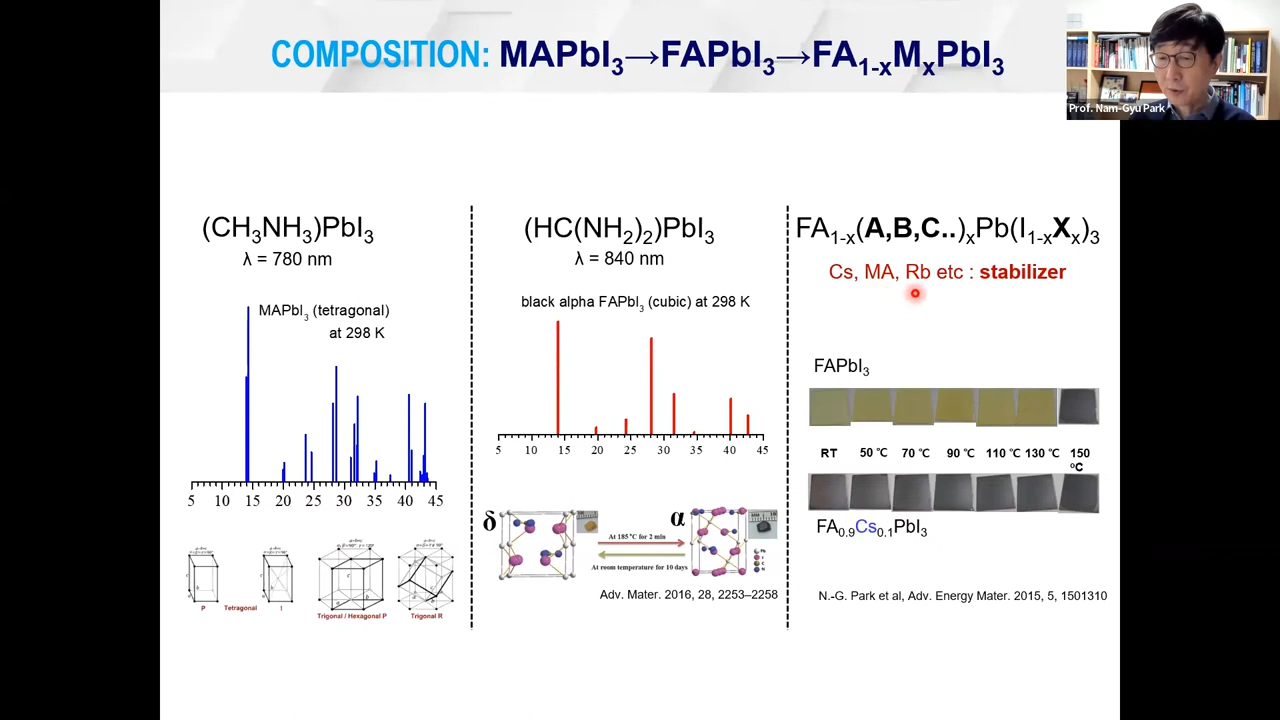 COMPOSITION: MAPbI3→FAPbI3→FA1-xMxPbI3
Prof. Nam-Gyu Park
(CH3NH3)PbI3
λ = 780 nm
MAPbI3 (tetragonal)
at 298 K
5 10 15 20 25 30 35 40 45
P Tetragonal I
Trigonal / Hexagonal P
Trigonal R
(HC(NH2)2)PbI3
λ = 840 nm
black alpha FAPbI3 (cubic) at 298 K
5 10 15 20 25 30 35 40 45
δ α
At 185 °C for 2 min
At room temperature for 10 days
Pb
I
C
N
Adv. Mater. 2016, 28, 2253–2258
FA1-x(A,B,C..)xPb(I1-xXx)3
Cs, MA, Rb etc : stabilizer
FAPbI3
RT 50 ℃ 70 ℃ 90 ℃ 110 ℃ 130 ℃ 150
ºC
FA0.9Cs0.1PbI3
N.-G. Park et al, Adv. Energy Mater. 2015, 5, 1501310